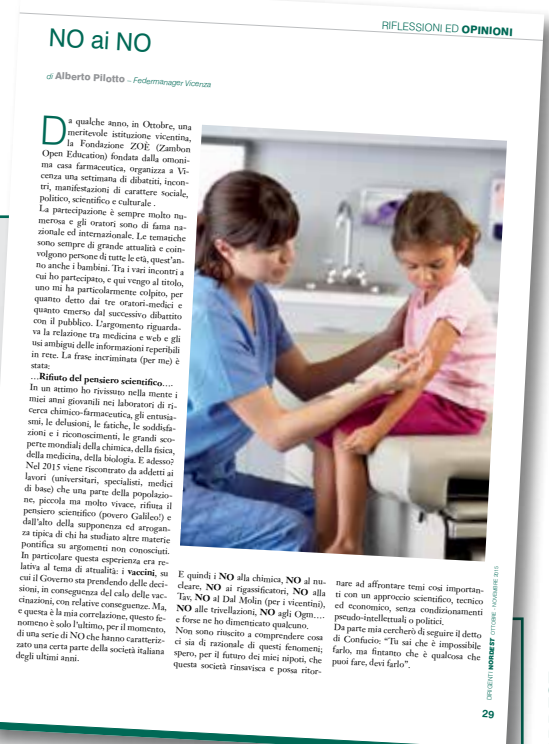 RIFLESSIONI ED OPINIONI
NO ai NO
di Alberto Pilotto – Federmanager Vicenza
Da qualche anno, in Ottobre, una
meritevole istituzione vicentina,
la Fondazione ZOÈ (Zambon
Open Education) fondata dalla omoni-
ma casa farmaceutica, organizza a Vi-
cenza una settimana di dibattiti, incon-
tri, manifestazioni di carattere sociale,
politico, scientifico e culturale .
La partecipazione è sempre molto nu-
merosa e gli oratori sono di fama na-
zionale ed internazionale. Le tematiche
sono sempre di grande attualità e coin-
volgono persone di tutte le età, quest'an-
no anche i bambini. Tra i vari incontri a
cui ho partecipato, e qui vengo al titolo,
uno mi ha particolarmente colpito, per
quanto detto dai tre oratori-medici e
quanto emerso dal successivo dibattito
con il pubblico. L'argomento riguarda-
va la relazione tra medicina e web e gli
usi ambigui delle informazioni reperibili
in rete. La frase incriminata (per me) è
stata:
…Rifiuto del pensiero scientifico….
In un attimo ho rivissuto nella mente i
miei anni giovanili nei laboratori di ri-
cerca chimico-farmaceutica, gli entusia-
smi, le delusioni, le fatiche, le soddisfa-
zioni e i riconoscimenti, le grandi sco-
perte mondiali della chimica, della fisica,
della medicina, della biologia. E adesso?
Nel 2015 viene riscontrato da addetti ai
lavori (universitari, specialisti, medici
di base) che una parte della popolazio-
ne, piccola ma molto vivace, rifiuta il
pensiero scientifico (povero Galileo!) e
dall'alto della supponenza ed arrogan-
za tipica di chi ha studiato altre materie
pontifica su argomenti non conosciuti.
In particolare questa esperienza era re-
lativa al tema di attualità: i vaccini, su
cui il Governo sta prendendo delle deci-
sioni, in conseguenza del calo delle vac-
cinazioni, con relative conseguenze. Ma,
e questa è la mia correlazione, questo fe-
nomeno è solo l'ultimo, per il momento,
di una serie di NO che hanno caratteriz-
zato una certa parte della società italiana
degli ultimi anni.
E quindi i NO alla chimica, NO al nu-
cleare, NO ai rigassificatori, NO alla
Tav, NO al Dal Molin (per i vicentini),
NO alle trivellazioni, NO agli Ogm….
e forse ne ho dimenticato qualcuno.
Non sono riuscito a comprendere cosa
ci sia di razionale di questi fenomeni;
spero, per il futuro dei miei nipoti, che
questa società rinsavisca e possa ritor-
nare ad affrontare temi così importan-
ti con un approccio scientifico, tecnico
ed economico, senza condizionamenti
pseudo-intellettuali o politici.
Da parte mia cercherò di seguire il detto
di Confucio: “Tu sai che è impossibile
farlo, ma fintanto che è qualcosa che
puoi fare, devi farlo”.
DIRIGENTI NORDEST OTTOBRE - NOVEMBRE 2015
29